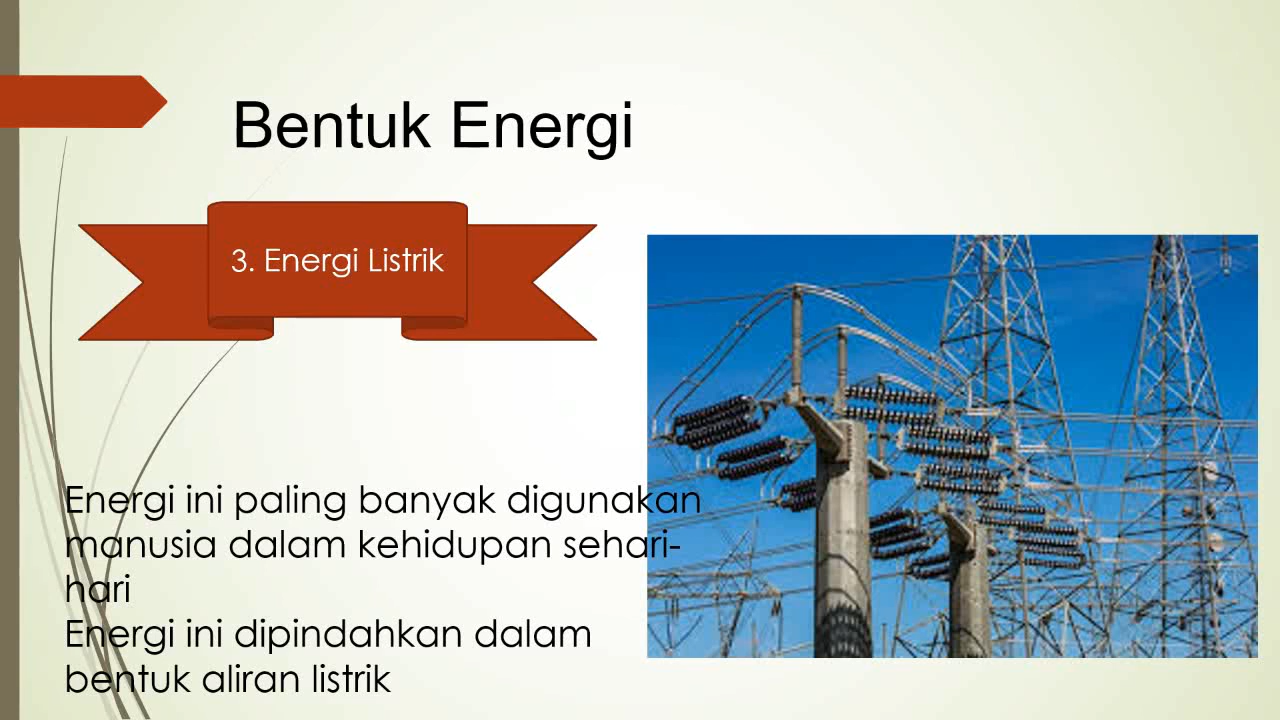 Bentuk Energi
3. Energi Listrik
Energi ini paling banyak digunakan
manusia dalam kehidupan sehari-
hari
Energi ini dipindahkan dalam
bentuk aliran listrik